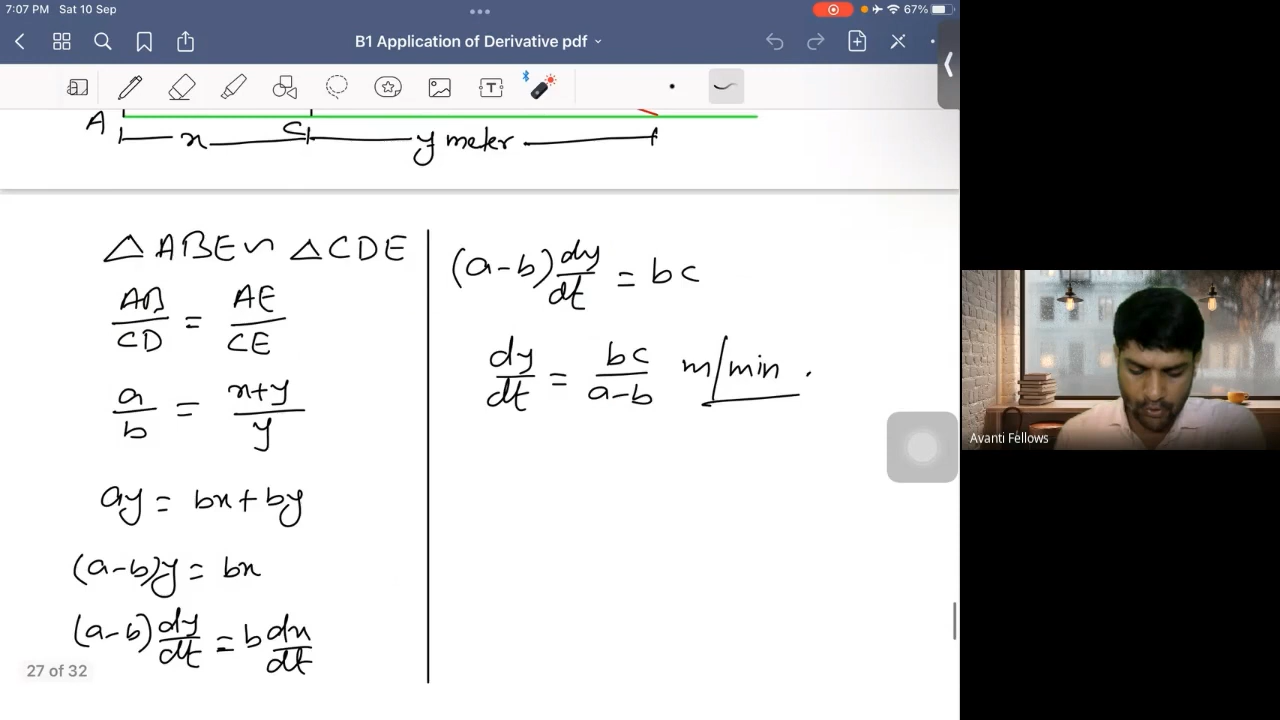 7:07 PM Sat 10 Sep
67%
B1 Application of Derivative pdf
T
A
x
C
y meter
△ABE ∽ △CDE
AB/CD = AE/CE
a/b = x+y/y
ay = bx + by
(a-b)y = bx
(a-b) dy/dt = b dx/dt
27 of 32
(a-b) dy/dt = bc
dy/dt = bc/a-b m/min .
Avanti Fellows